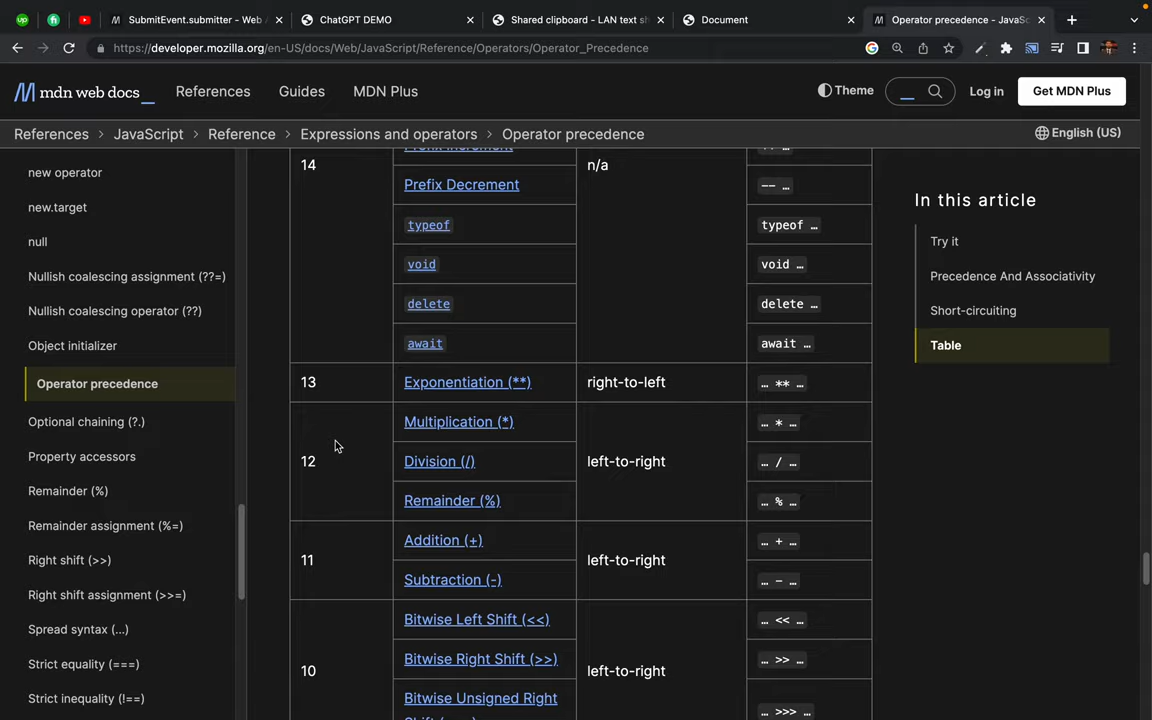 SubmitEvent.submitter - Web
ChatGPT DEMO
Shared clipboard - LAN text s
Document
Operator precedence - JavaSc
https://developer.mozilla.org/en-US/docs/Web/JavaScript/Reference/Operators/Operator_Precedence
mdn web docs_
References
Guides
MDN Plus
Theme
Log in
Get MDN Plus
References > JavaScript > Reference > Expressions and operators > Operator precedence
English (US)
new operator
new.target
null
Nullish coalescing assignment (??=)
Nullish coalescing operator (??)
Object initializer
Operator precedence
Optional chaining (?.)
Property accessors
Remainder (%)
Remainder assignment (%=)
Right shift (>>)
Right shift assignment (>>=)
Spread syntax (...)
Strict equality (===)
Strict inequality (!==)
14
n/a
Prefix Increment
++ …
Prefix Decrement
-- …
typeof
typeof …
void
void …
delete
delete …
await
await …
13
Exponentiation (**)
right-to-left
… ** …
12
Multiplication (*)
left-to-right
… * …
Division (/)
… / …
Remainder (%)
… % …
11
Addition (+)
left-to-right
… + …
Subtraction (-)
… - …
10
Bitwise Left Shift (<<)
left-to-right
… << …
Bitwise Right Shift (>>)
… >> …
Bitwise Unsigned Right
… >>> …
In this article
Try it
Precedence And Associativity
Short-circuiting
Table